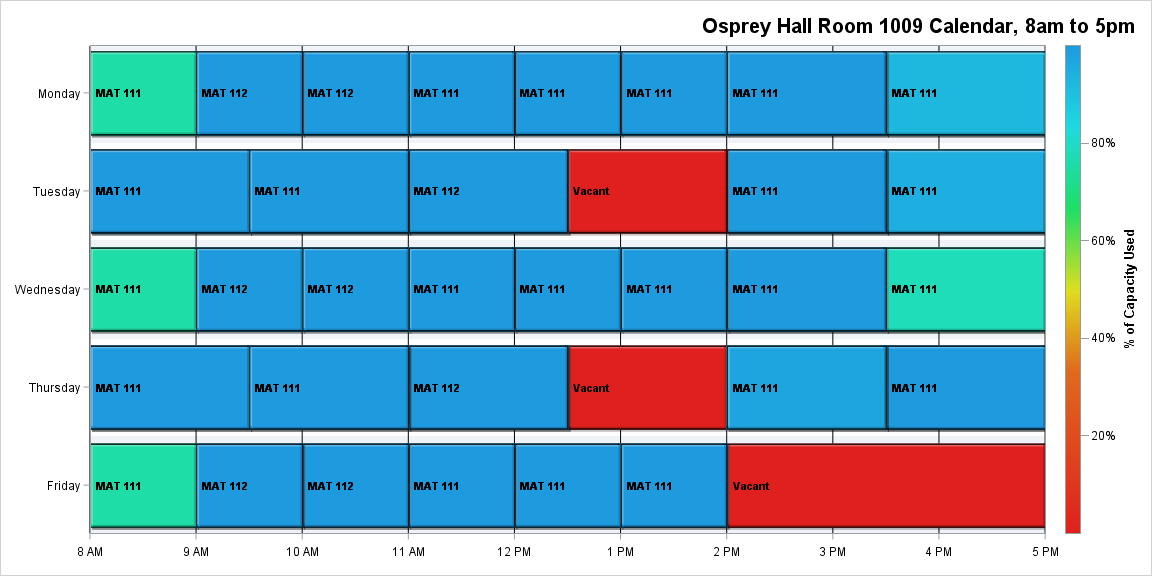 Osprey Hall Room 1009 Calendar, 8am to 5pm
Monday
MAT 111 MAT 112 MAT 112 MAT 111 MAT 111 MAT 111 MAT 111 MAT 111
Tuesday
MAT 111 MAT 111 MAT 112 Vacant MAT 111 MAT 111
Wednesday
MAT 111 MAT 112 MAT 112 MAT 111 MAT 111 MAT 111 MAT 111 MAT 111
Thursday
MAT 111 MAT 111 MAT 112 Vacant MAT 111 MAT 111
Friday
MAT 111 MAT 112 MAT 112 MAT 111 MAT 111 MAT 111 Vacant
8 AM 9 AM 10 AM 11 AM 12 PM 1 PM 2 PM 3 PM 4 PM 5 PM
80%
60%
40%
20%
% of Capacity Used